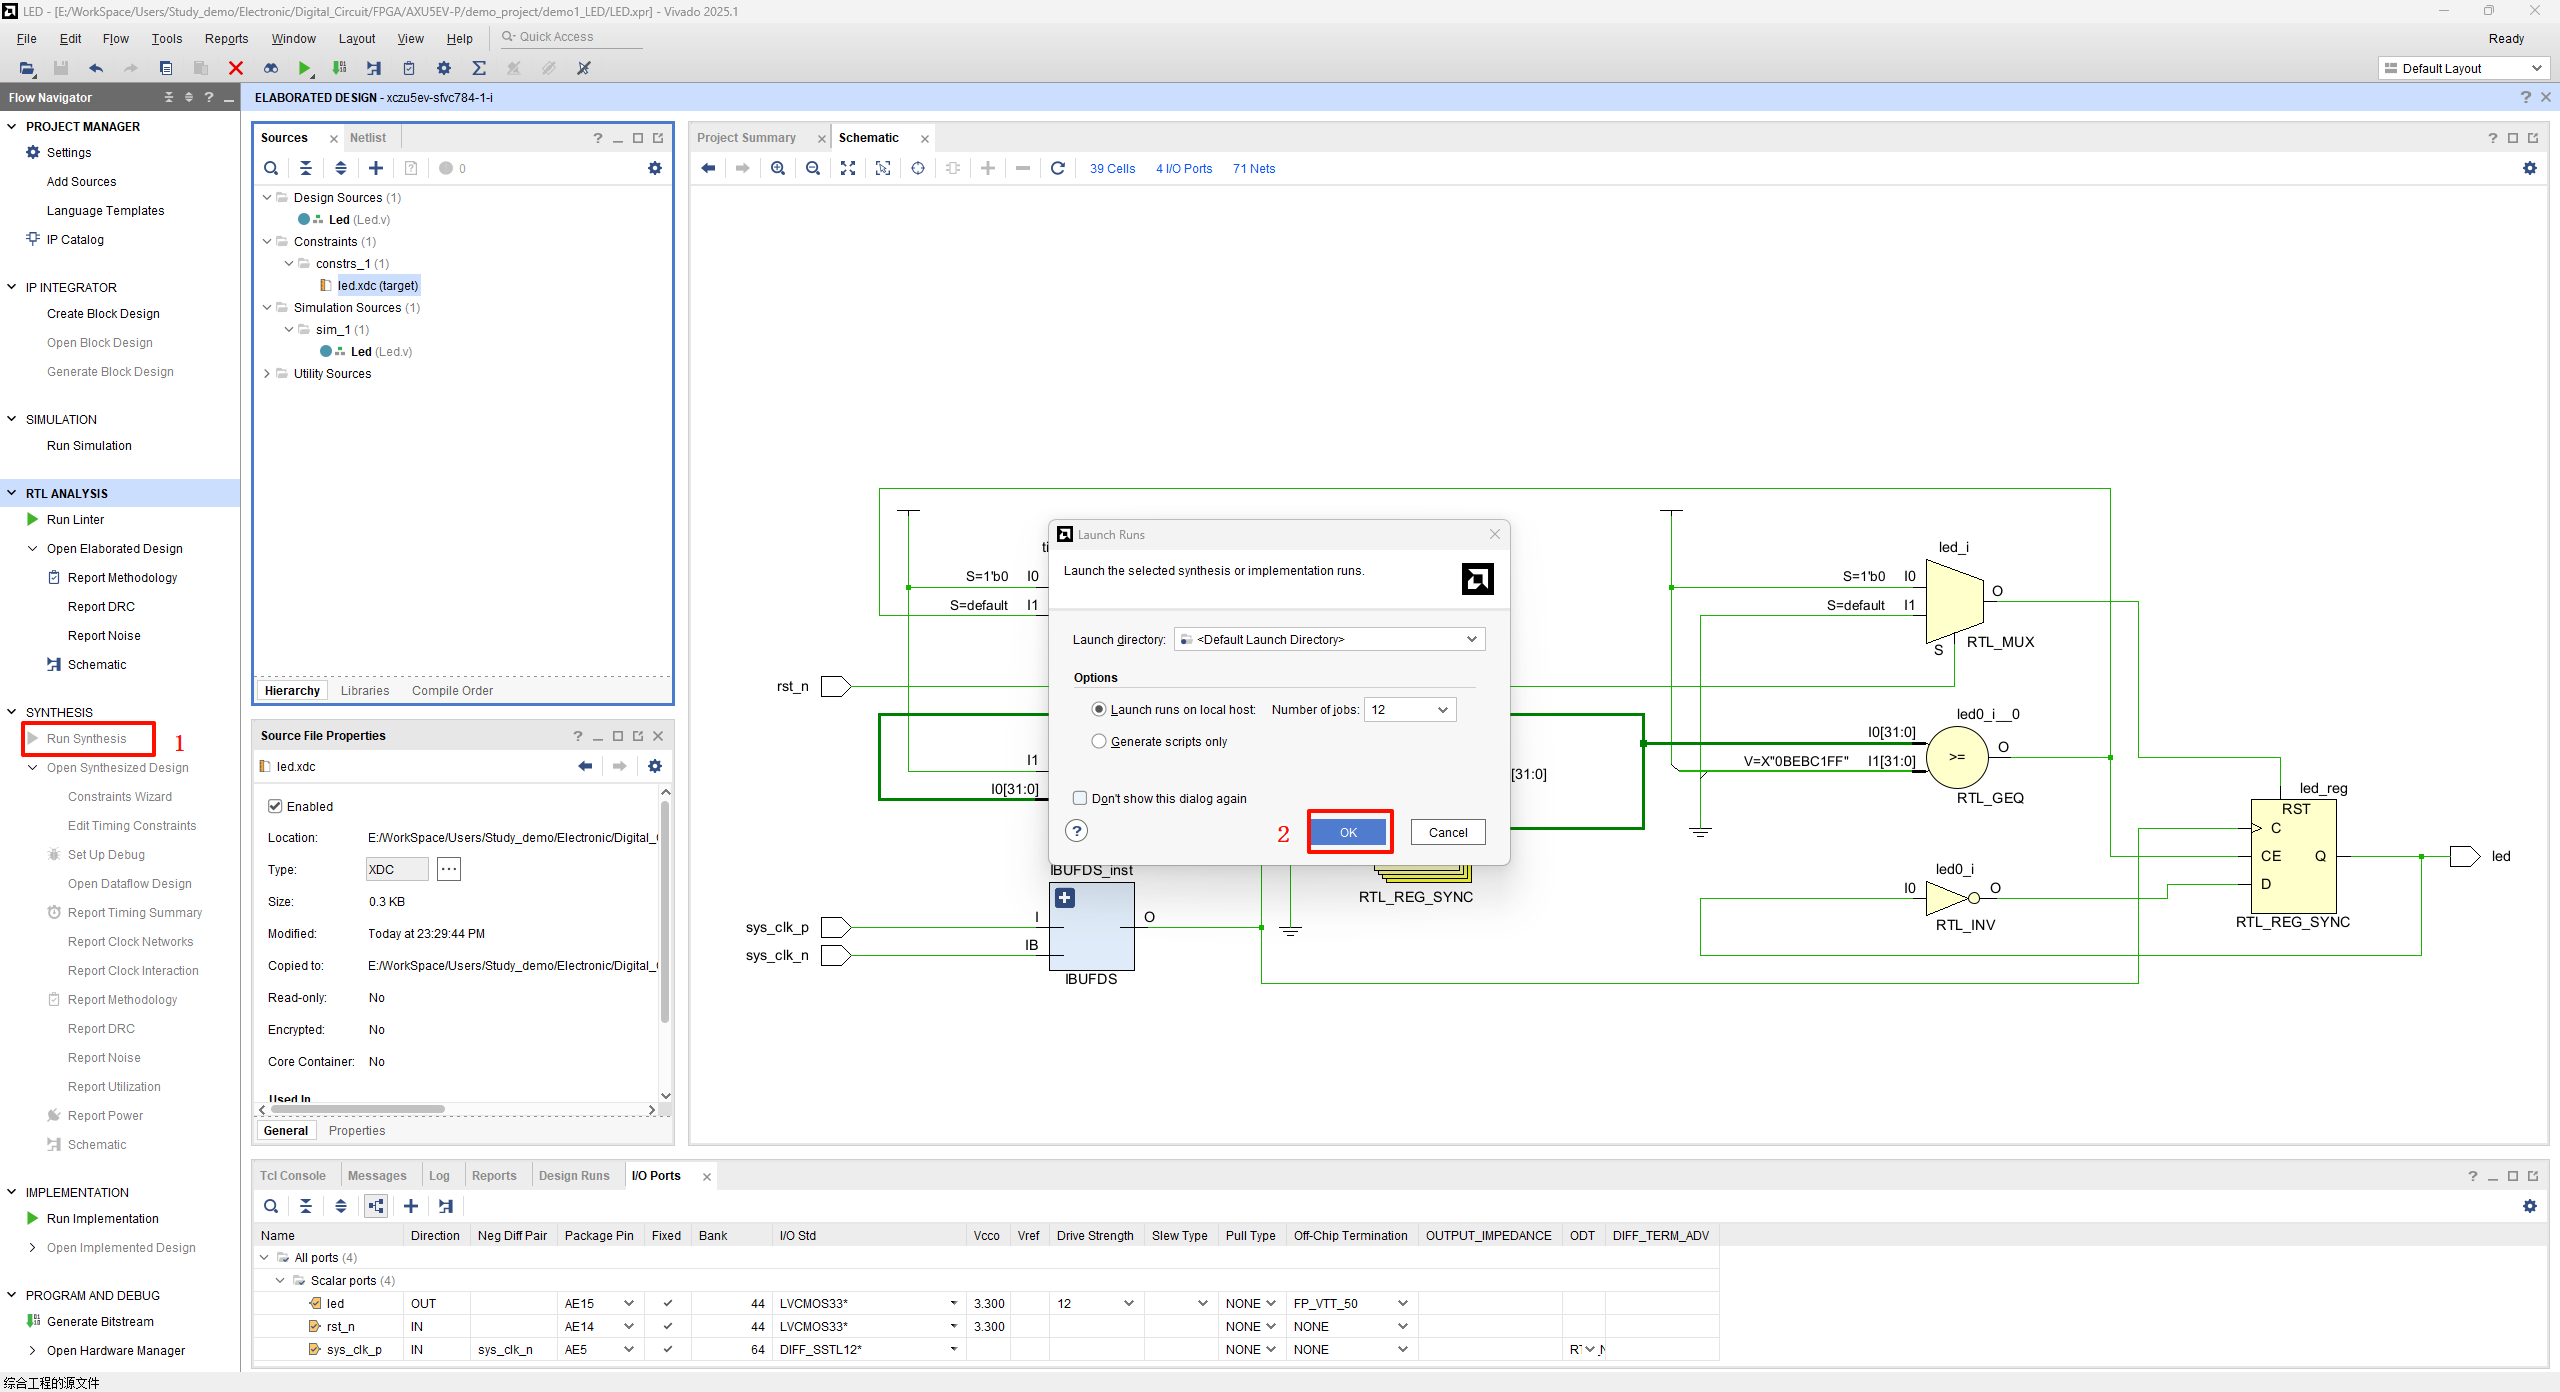 LED - [E:/WorkSpace/Users/Study_demo/Electronic/Digital_Circuit/FPGA/AXU5EV-P/demo_project/demo1_LED/LED.xpr] - Vivado 2025.1
File Edit Flow Tools Reports Window Layout View Help Quick Access Ready
Default Layout
Flow Navigator
ELABORATED DESIGN - xczu5ev-sfvc784-1-i
PROJECT MANAGER
Settings
Add Sources
Language Templates
IP Catalog
IP INTEGRATOR
Create Block Design
Open Block Design
Generate Block Design
SIMULATION
Run Simulation
RTL ANALYSIS
Run Linter
Open Elaborated Design
Report Methodology
Report DRC
Report Noise
Schematic
SYNTHESIS
Run Synthesis
1
Open Synthesized Design
Constraints Wizard
Edit Timing Constraints
Set Up Debug
Open Dataflow Design
Report Timing Summary
Report Clock Networks
Report Clock Interaction
Report Methodology
Report DRC
Report Noise
Report Utilization
Report Power
Schematic
IMPLEMENTATION
Run Implementation
Open Implemented Design
PROGRAM AND DEBUG
Generate Bitstream
Open Hardware Manager
综合工程的源文件
Sources Netlist
0
Design Sources (1)
Led (Led.v)
Constraints (1)
constrs_1 (1)
led.xdc (target)
Simulation Sources (1)
sim_1 (1)
Led (Led.v)
Utility Sources
Hierarchy Libraries Compile Order
Source File Properties
led.xdc
Enabled
Location: E:/WorkSpace/Users/Study_demo/Electronic/Digital_
Type: XDC
Size: 0.3 KB
Modified: Today at 23:29:44 PM
Copied to: E:/WorkSpace/Users/Study_demo/Electronic/Digital_
Read-only: No
Encrypted: No
Core Container: No
Used In
General Properties
Project Summary Schematic
39 Cells 4 I/O Ports 71 Nets
S=1'b0 I0
S=default I1
rst_n
I1
I0[31:0]
[31:0]
IBUFDS_inst
sys_clk_p
sys_clk_n
I
IB
O
IBUFDS
RTL_REG_SYNC
led_i
S=1'b0 I0
S=default I1
O
S
RTL_MUX
led0_i__0
I0[31:0]
V=X"0BEBC1FF" I1[31:0]
>=
O
RTL_GEQ
led0_i
I0
O
RTL_INV
led_reg
RST
C
CE
D
Q
RTL_REG_SYNC
led
Launch Runs
Launch the selected synthesis or implementation runs.
Launch directory: <Default Launch Directory>
Options
Launch runs on local host: Number of jobs: 12
Generate scripts only
Don't show this dialog again
2
OK
Cancel
Tcl Console Messages Log Reports Design Runs I/O Ports
Name Direction Neg Diff Pair Package Pin Fixed Bank I/O Std Vcco Vref Drive Strength Slew Type Pull Type Off-Chip Termination OUTPUT_IMPEDANCE ODT DIFF_TERM_ADV
All ports (4)
Scalar ports (4)
led OUT AE15 44 LVCMOS33* 3.300 12 NONE FP_VTT_50
rst_n IN AE14 44 LVCMOS33* 3.300 NONE NONE
sys_clk_p IN sys_clk_n AE5 64 DIFF_SSTL12* NONE NONE